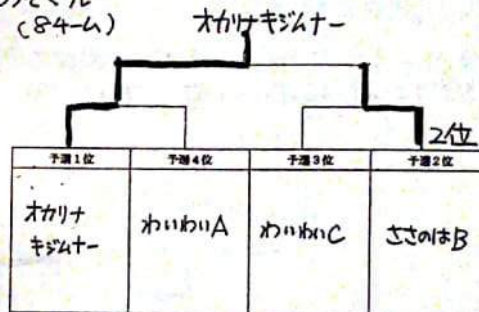 (8チーム)
オカリナキジムナー
2位
予選1位
予選4位
予選3位
予選2位
オカリナ
キジムナー
わいわいA
わいわいC
ささのはB